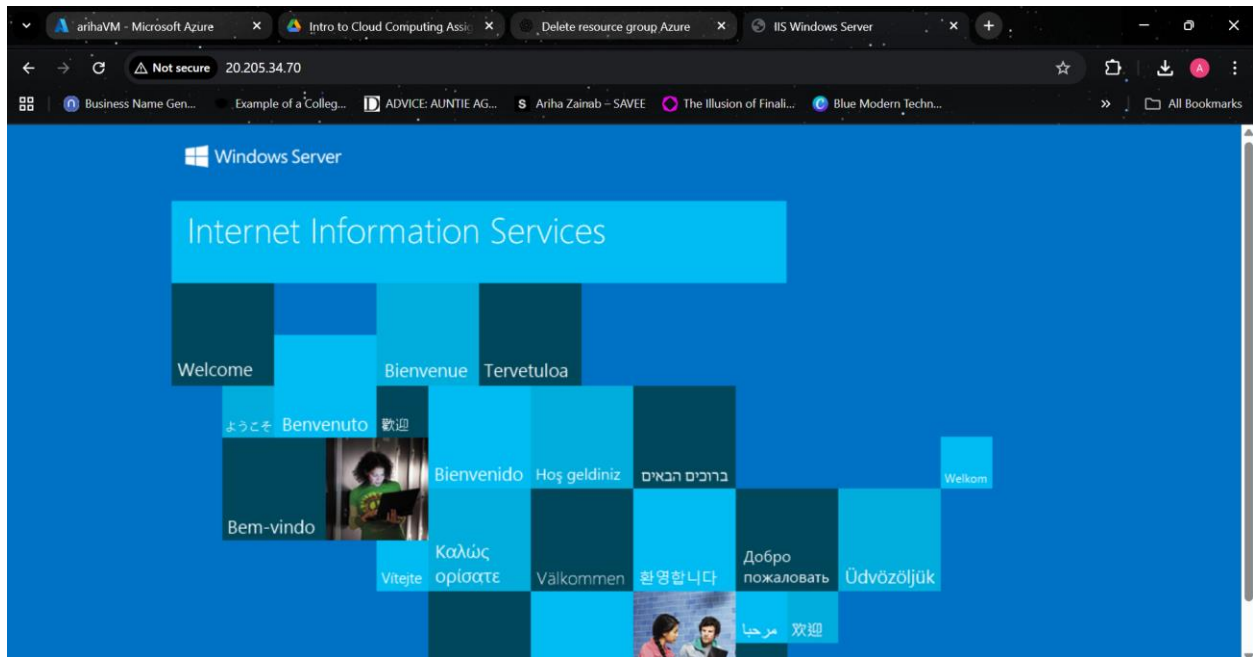 arihaVM - Microsoft Azure
Intro to Cloud Computing Assig
Delete resource group Azure
IIS Windows Server
Not secure
20.205.34.70
A
Business Name Gen...
Example of a Colleg...
ADVICE: AUNTIE AG...
S
Ariha Zainab – SAVEE
The Illusion of Finali...
Blue Modern Techn...
»
All Bookmarks
Windows Server
Internet Information Services
Welcome
Bienvenue
Tervetuloa
ようこそ
Benvenuto
歡迎
Bienvenido
Hoş geldiniz
ברוכים הבאים
Welkom
Bem-vindo
Vítejte
Καλώς
ορίσατε
Välkommen
환영합니다
Добро
пожаловать
Üdvözöljük
مرحبا
欢迎